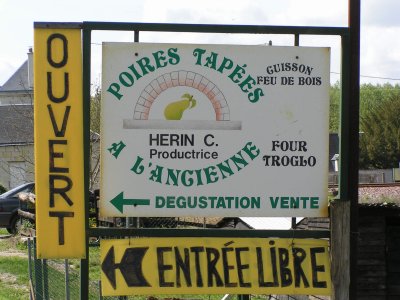 OUVERT
POIRES TAPÉES
CUISSON
FEU DE BOIS
HERIN C.
Productrice
A L'ANCIENNE
FOUR
TROGLO
DEGUSTATION VENTE
ENTRÉE LIBRE